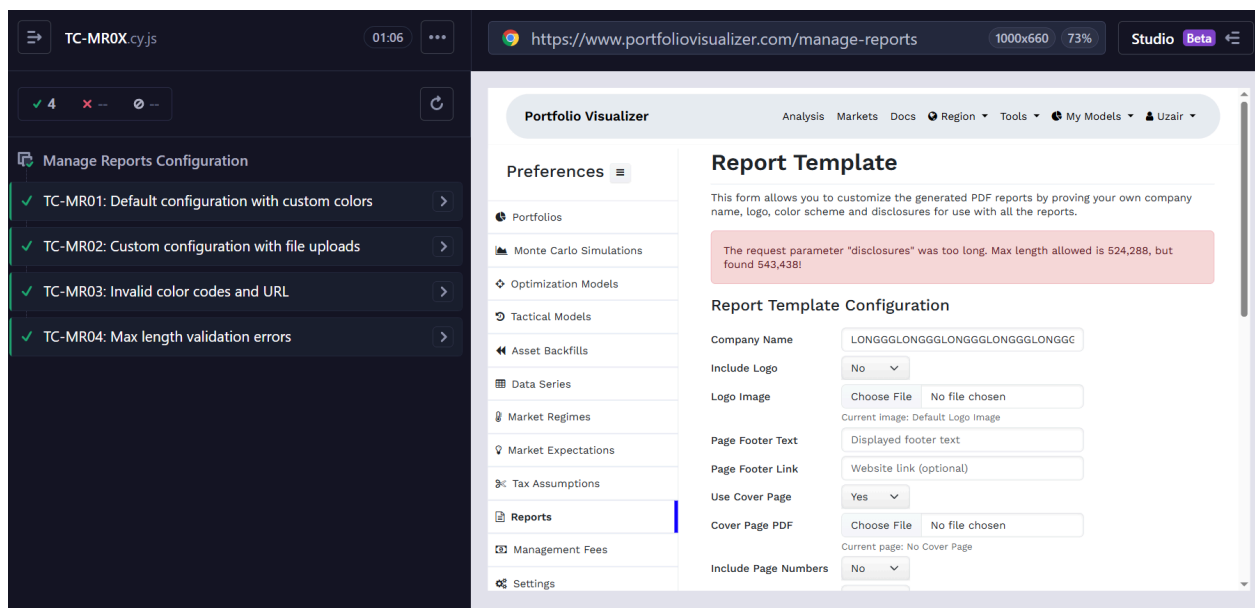 TC-MR0X.cy.js
01:06
https://www.portfoliovisualizer.com/manage-reports
1000x660
73%
Studio Beta
4
--
--
Manage Reports Configuration
TC-MR01: Default configuration with custom colors
TC-MR02: Custom configuration with file uploads
TC-MR03: Invalid color codes and URL
TC-MR04: Max length validation errors
Portfolio Visualizer
Analysis Markets Docs Region Tools My Models Uzair
Preferences
Portfolios
Monte Carlo Simulations
Optimization Models
Tactical Models
Asset Backfills
Data Series
Market Regimes
Market Expectations
Tax Assumptions
Reports
Management Fees
Settings
Report Template
This form allows you to customize the generated PDF reports by proving your own company
name, logo, color scheme and disclosures for use with all the reports.
The request parameter "disclosures" was too long. Max length allowed is 524,288, but
found 543,438!
Report Template Configuration
Company Name LONGGGLONGGGLONGGGLONGGGLONGGG
Include Logo No
Logo Image Choose File No file chosen
Current image: Default Logo Image
Page Footer Text Displayed footer text
Page Footer Link Website link (optional)
Use Cover Page Yes
Cover Page PDF Choose File No file chosen
Current page: No Cover Page
Include Page Numbers No